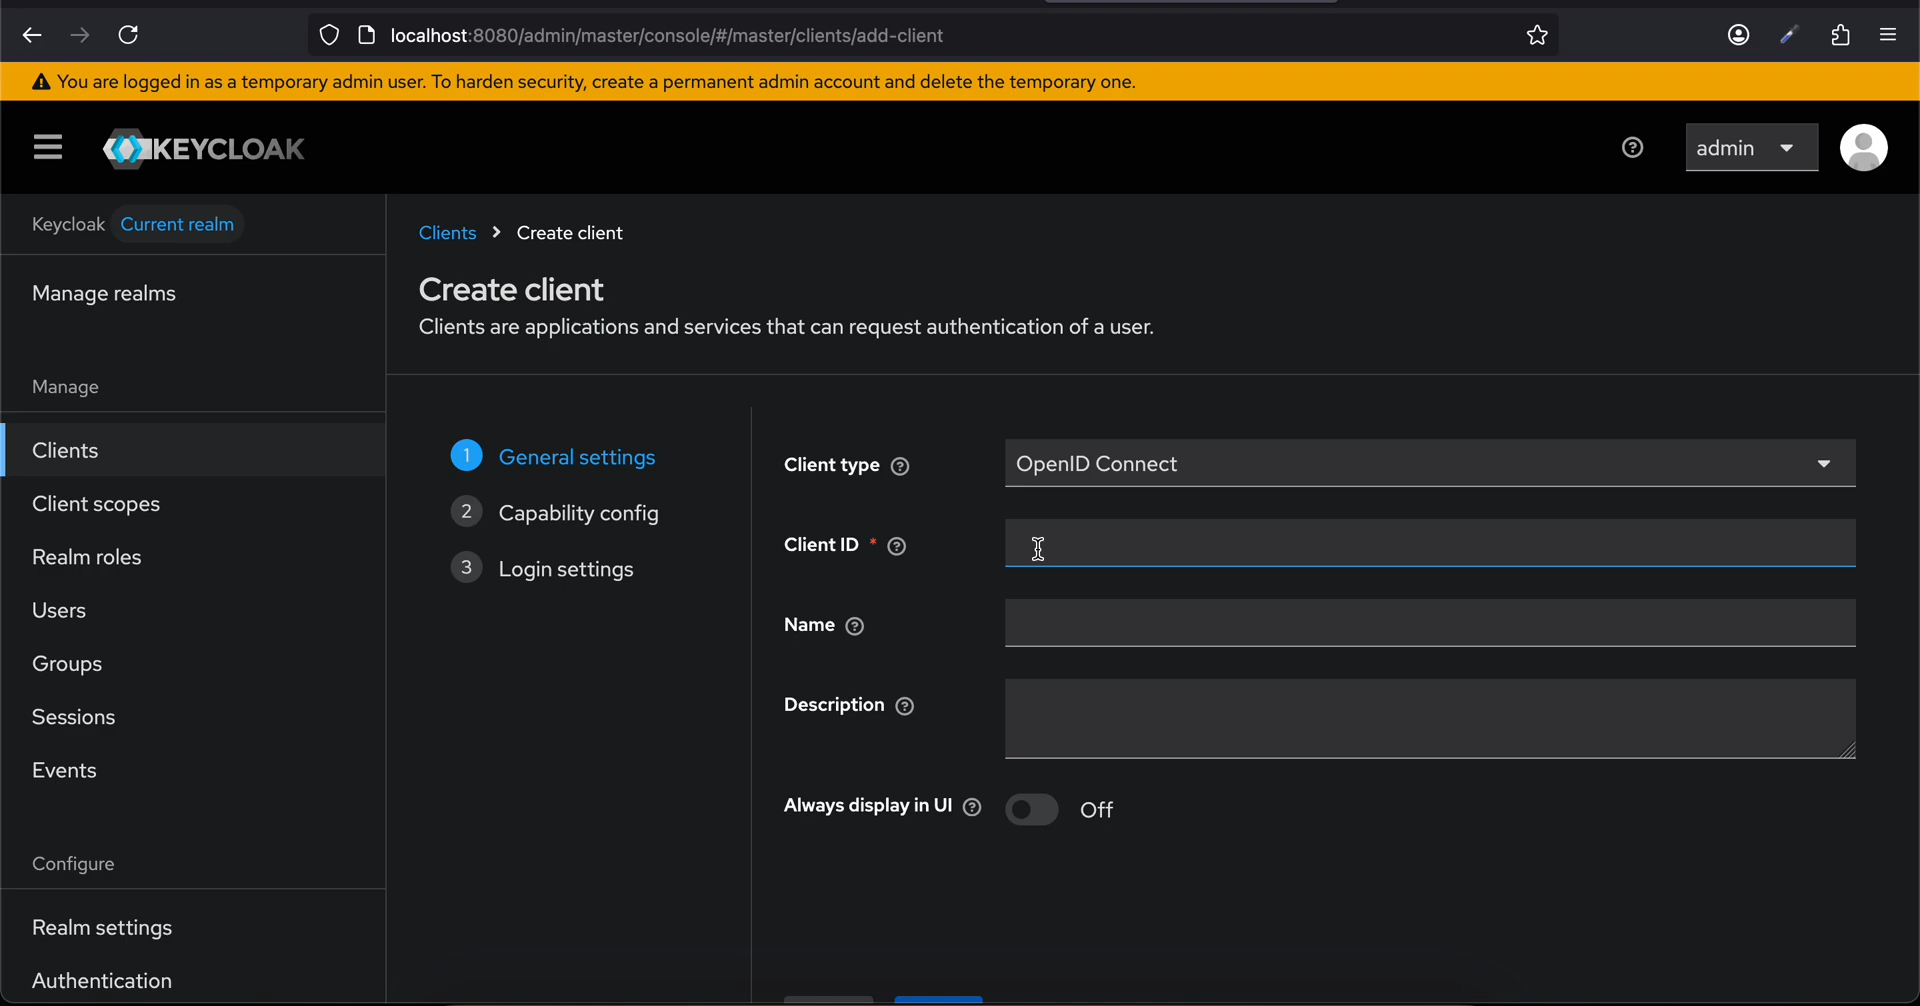 localhost:8080/admin/master/console/#/master/clients/add-client
You are logged in as a temporary admin user. To harden security, create a permanent admin account and delete the temporary one.
KEYCLOAK
admin
Keycloak Current realm
Manage realms
Manage
Clients
Client scopes
Realm roles
Users
Groups
Sessions
Events
Configure
Realm settings
Authentication
Clients > Create client
Create client
Clients are applications and services that can request authentication of a user.
1 General settings
2 Capability config
3 Login settings
Client type ? OpenID Connect
Client ID * ?
Name ?
Description ?
Always display in UI ? Off